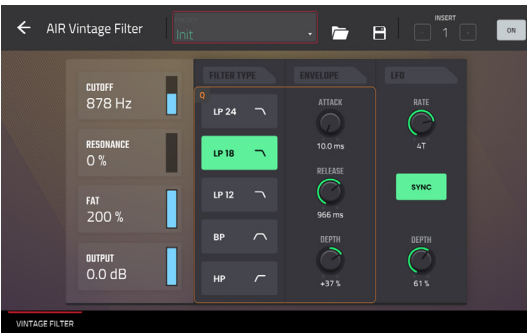 AIR Vintage Filter
Init
INSERT
1
ON
FILTER TYPE
ENVELOPE
LFO
CUTOFF
878 Hz
RESONANCE
0 %
FAT
200 %
OUTPUT
0.0 dB
Q
LP 24
LP 18
LP 12
BP
HP
ATTACK
10.0 ms
RELEASE
966 ms
DEPTH
+37 %
RATE
4T
SYNC
DEPTH
61 %
VINTAGE FILTER